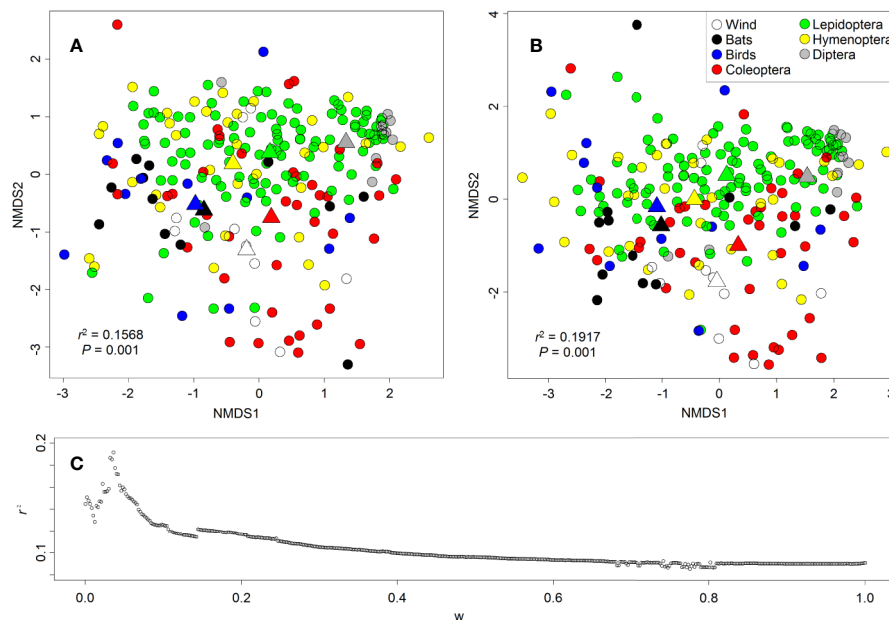 A
NMDS2
2
1
0
-1
-2
-3
r² = 0.1568
P = 0.001
-3 -2 -1 0 1 2
NMDS1
B
Wind
Bats
Birds
Coleoptera
Lepidoptera
Hymenoptera
Diptera
NMDS2
4
2
0
-2
r² = 0.1917
P = 0.001
-3 -2 -1 0 1 2 3
NMDS1
C
r²
0.2
0.1
0.0 0.2 0.4 0.6 0.8 1.0
w